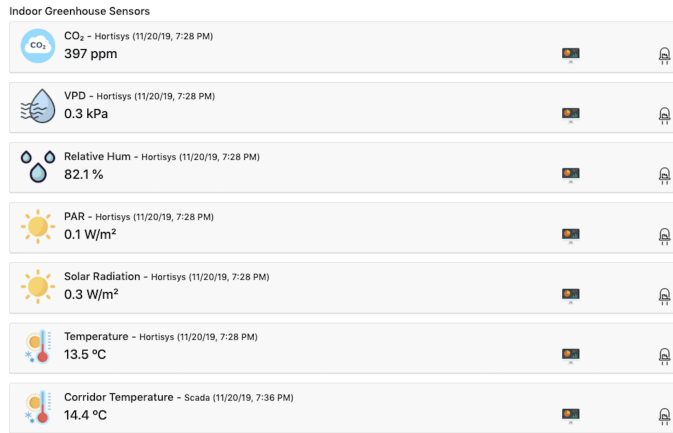 Indoor Greenhouse Sensors
CO₂
CO₂ - Hortisys (11/20/19, 7:28 PM)
397 ppm
VPD - Hortisys (11/20/19, 7:28 PM)
0.3 kPa
Relative Hum - Hortisys (11/20/19, 7:28 PM)
82.1 %
PAR - Hortisys (11/20/19, 7:28 PM)
0.1 W/m²
Solar Radiation - Hortisys (11/20/19, 7:28 PM)
0.3 W/m²
Temperature - Hortisys (11/20/19, 7:28 PM)
13.5 ºC
Corridor Temperature - Scada (11/20/19, 7:36 PM)
14.4 ºC